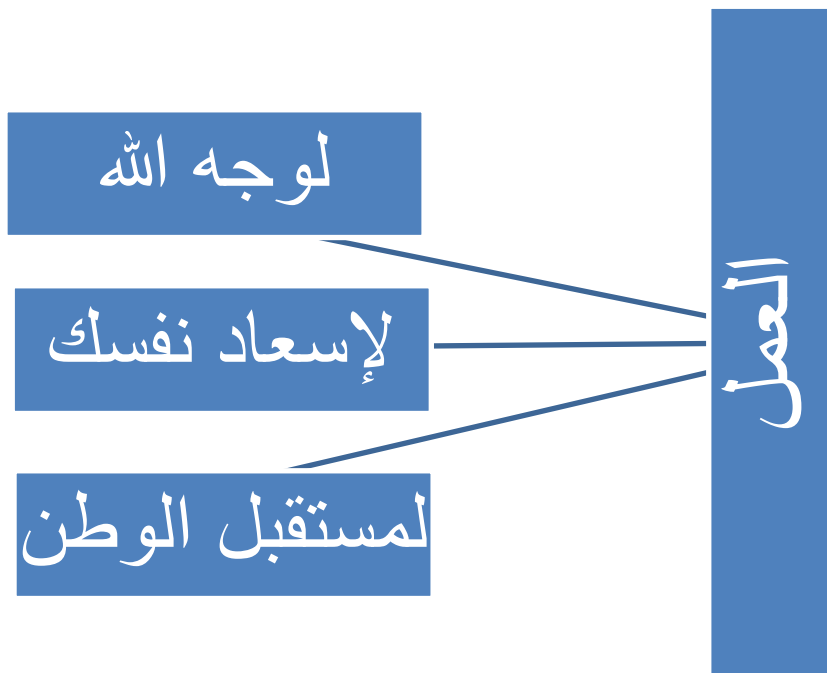 العمل
لوجه الله
لإسعاد نفسك
لمستقبل الوطن